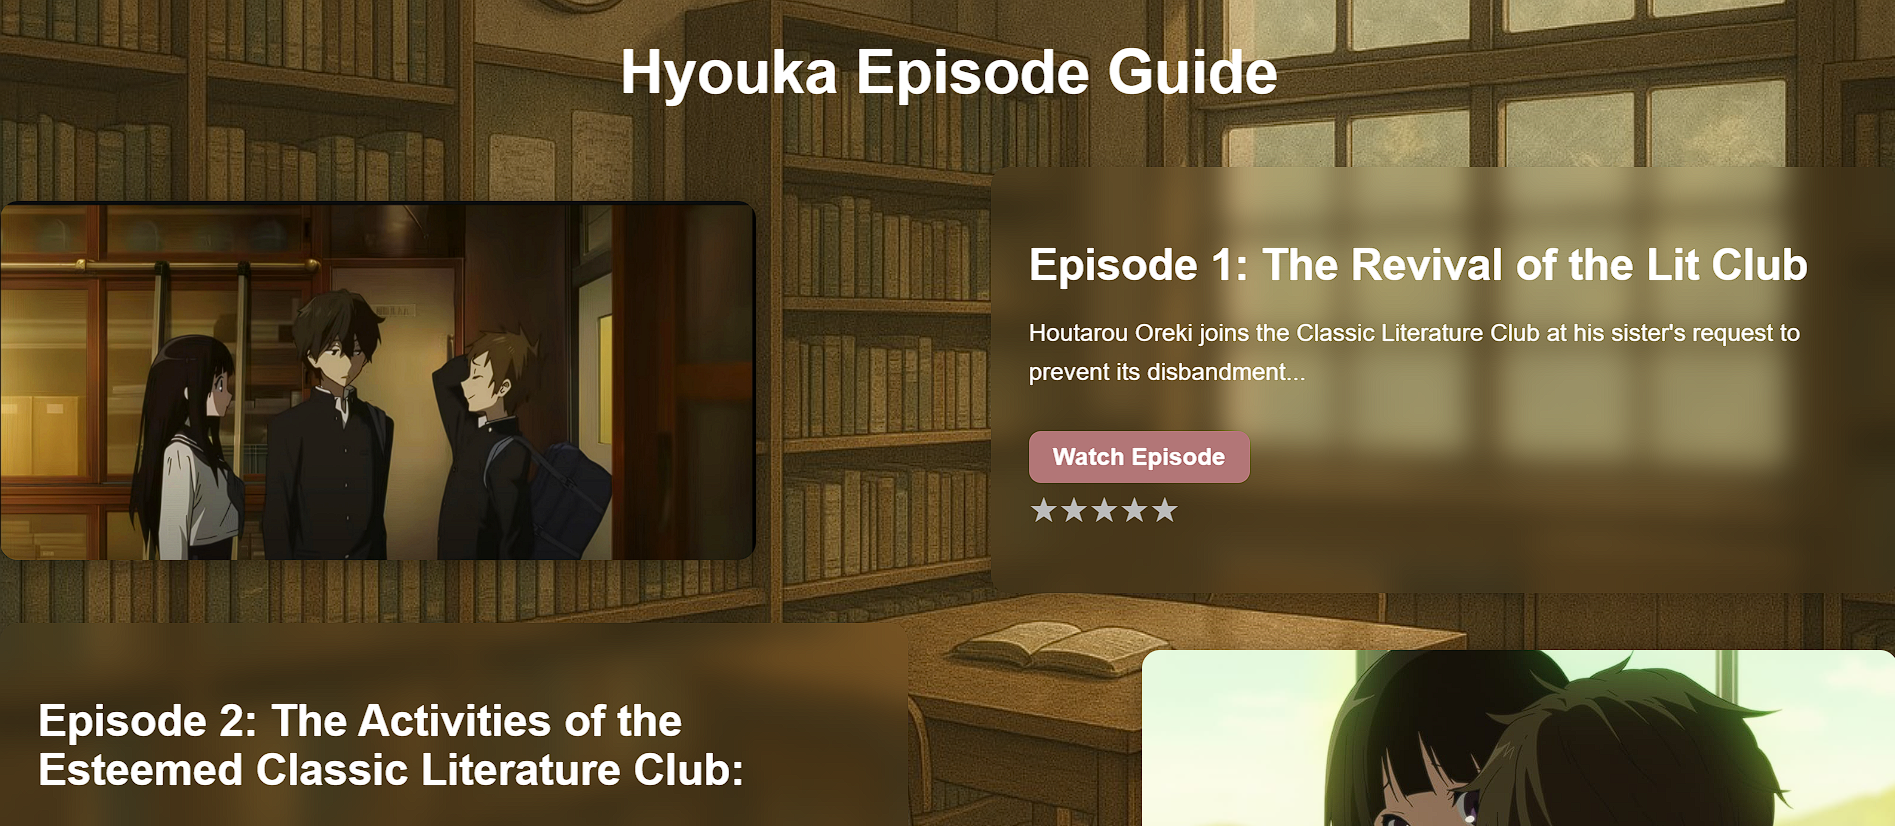 Hyouka Episode Guide
Episode 1: The Revival of the Lit Club
Houtarou Oreki joins the Classic Literature Club at his sister's request to
prevent its disbandment...
Watch Episode
Episode 2: The Activities of the
Esteemed Classic Literature Club: